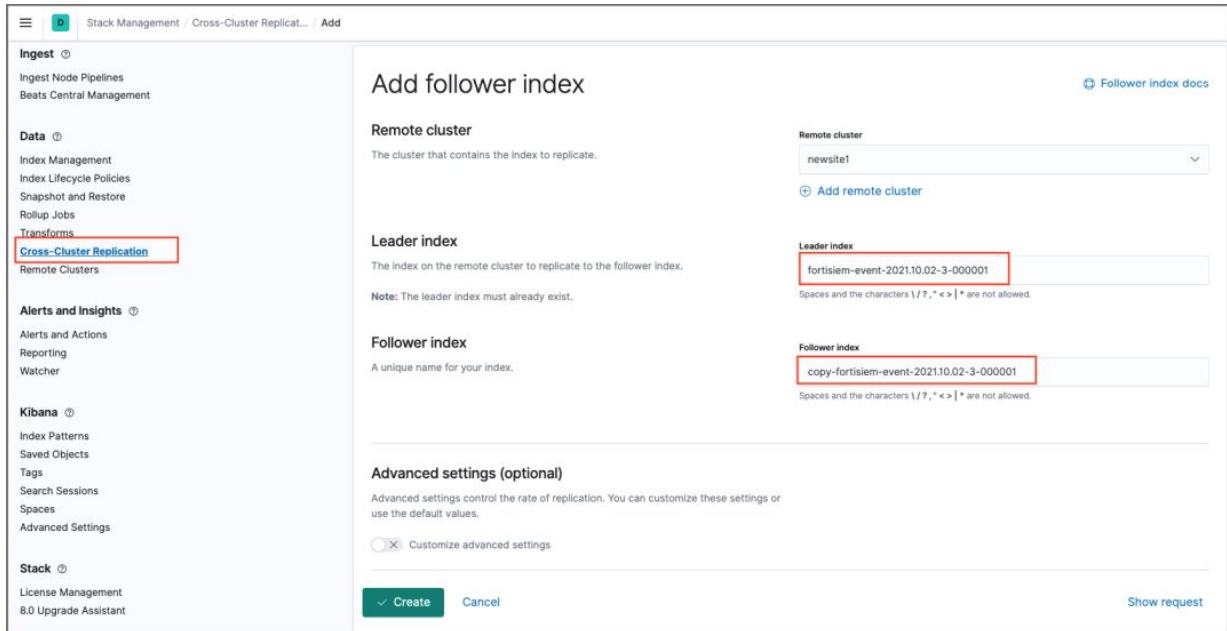 D Stack Management / Cross-Cluster Replicat... / Add
Ingest
Ingest Node Pipelines
Beats Central Management
Data
Index Management
Index Lifecycle Policies
Snapshot and Restore
Rollup Jobs
Transforms
Cross-Cluster Replication
Remote Clusters
Alerts and Insights
Alerts and Actions
Reporting
Watcher
Kibana
Index Patterns
Saved Objects
Tags
Search Sessions
Spaces
Advanced Settings
Stack
License Management
8.0 Upgrade Assistant
Add follower index
Follower index docs
Remote cluster
The cluster that contains the index to replicate.
Remote cluster
newsite1
Add remote cluster
Leader index
The index on the remote cluster to replicate to the follower index.
Note: The leader index must already exist.
Leader index
fortisiem-event-2021.10.02-3-000001
Spaces and the characters \ / ? , " < > | * are not allowed.
Follower index
A unique name for your index.
Follower index
copy-fortisiem-event-2021.10.02-3-000001
Spaces and the characters \ / ? , " < > | * are not allowed.
Advanced settings (optional)
Advanced settings control the rate of replication. You can customize these settings or
use the default values.
Customize advanced settings
Create
Cancel
Show request